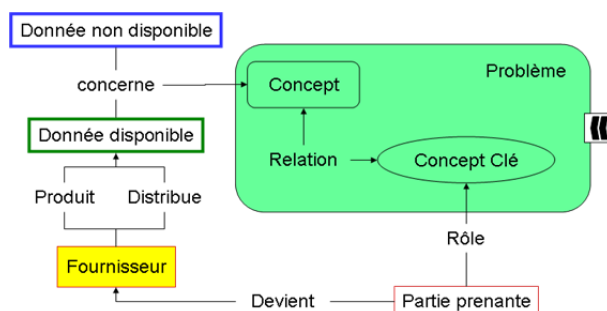 Donnée non disponible
Problème
concerne
Concept
Donnée disponible
Relation
Concept Clé
Produit
Distribue
Rôle
Fournisseur
Devient
Partie prenante